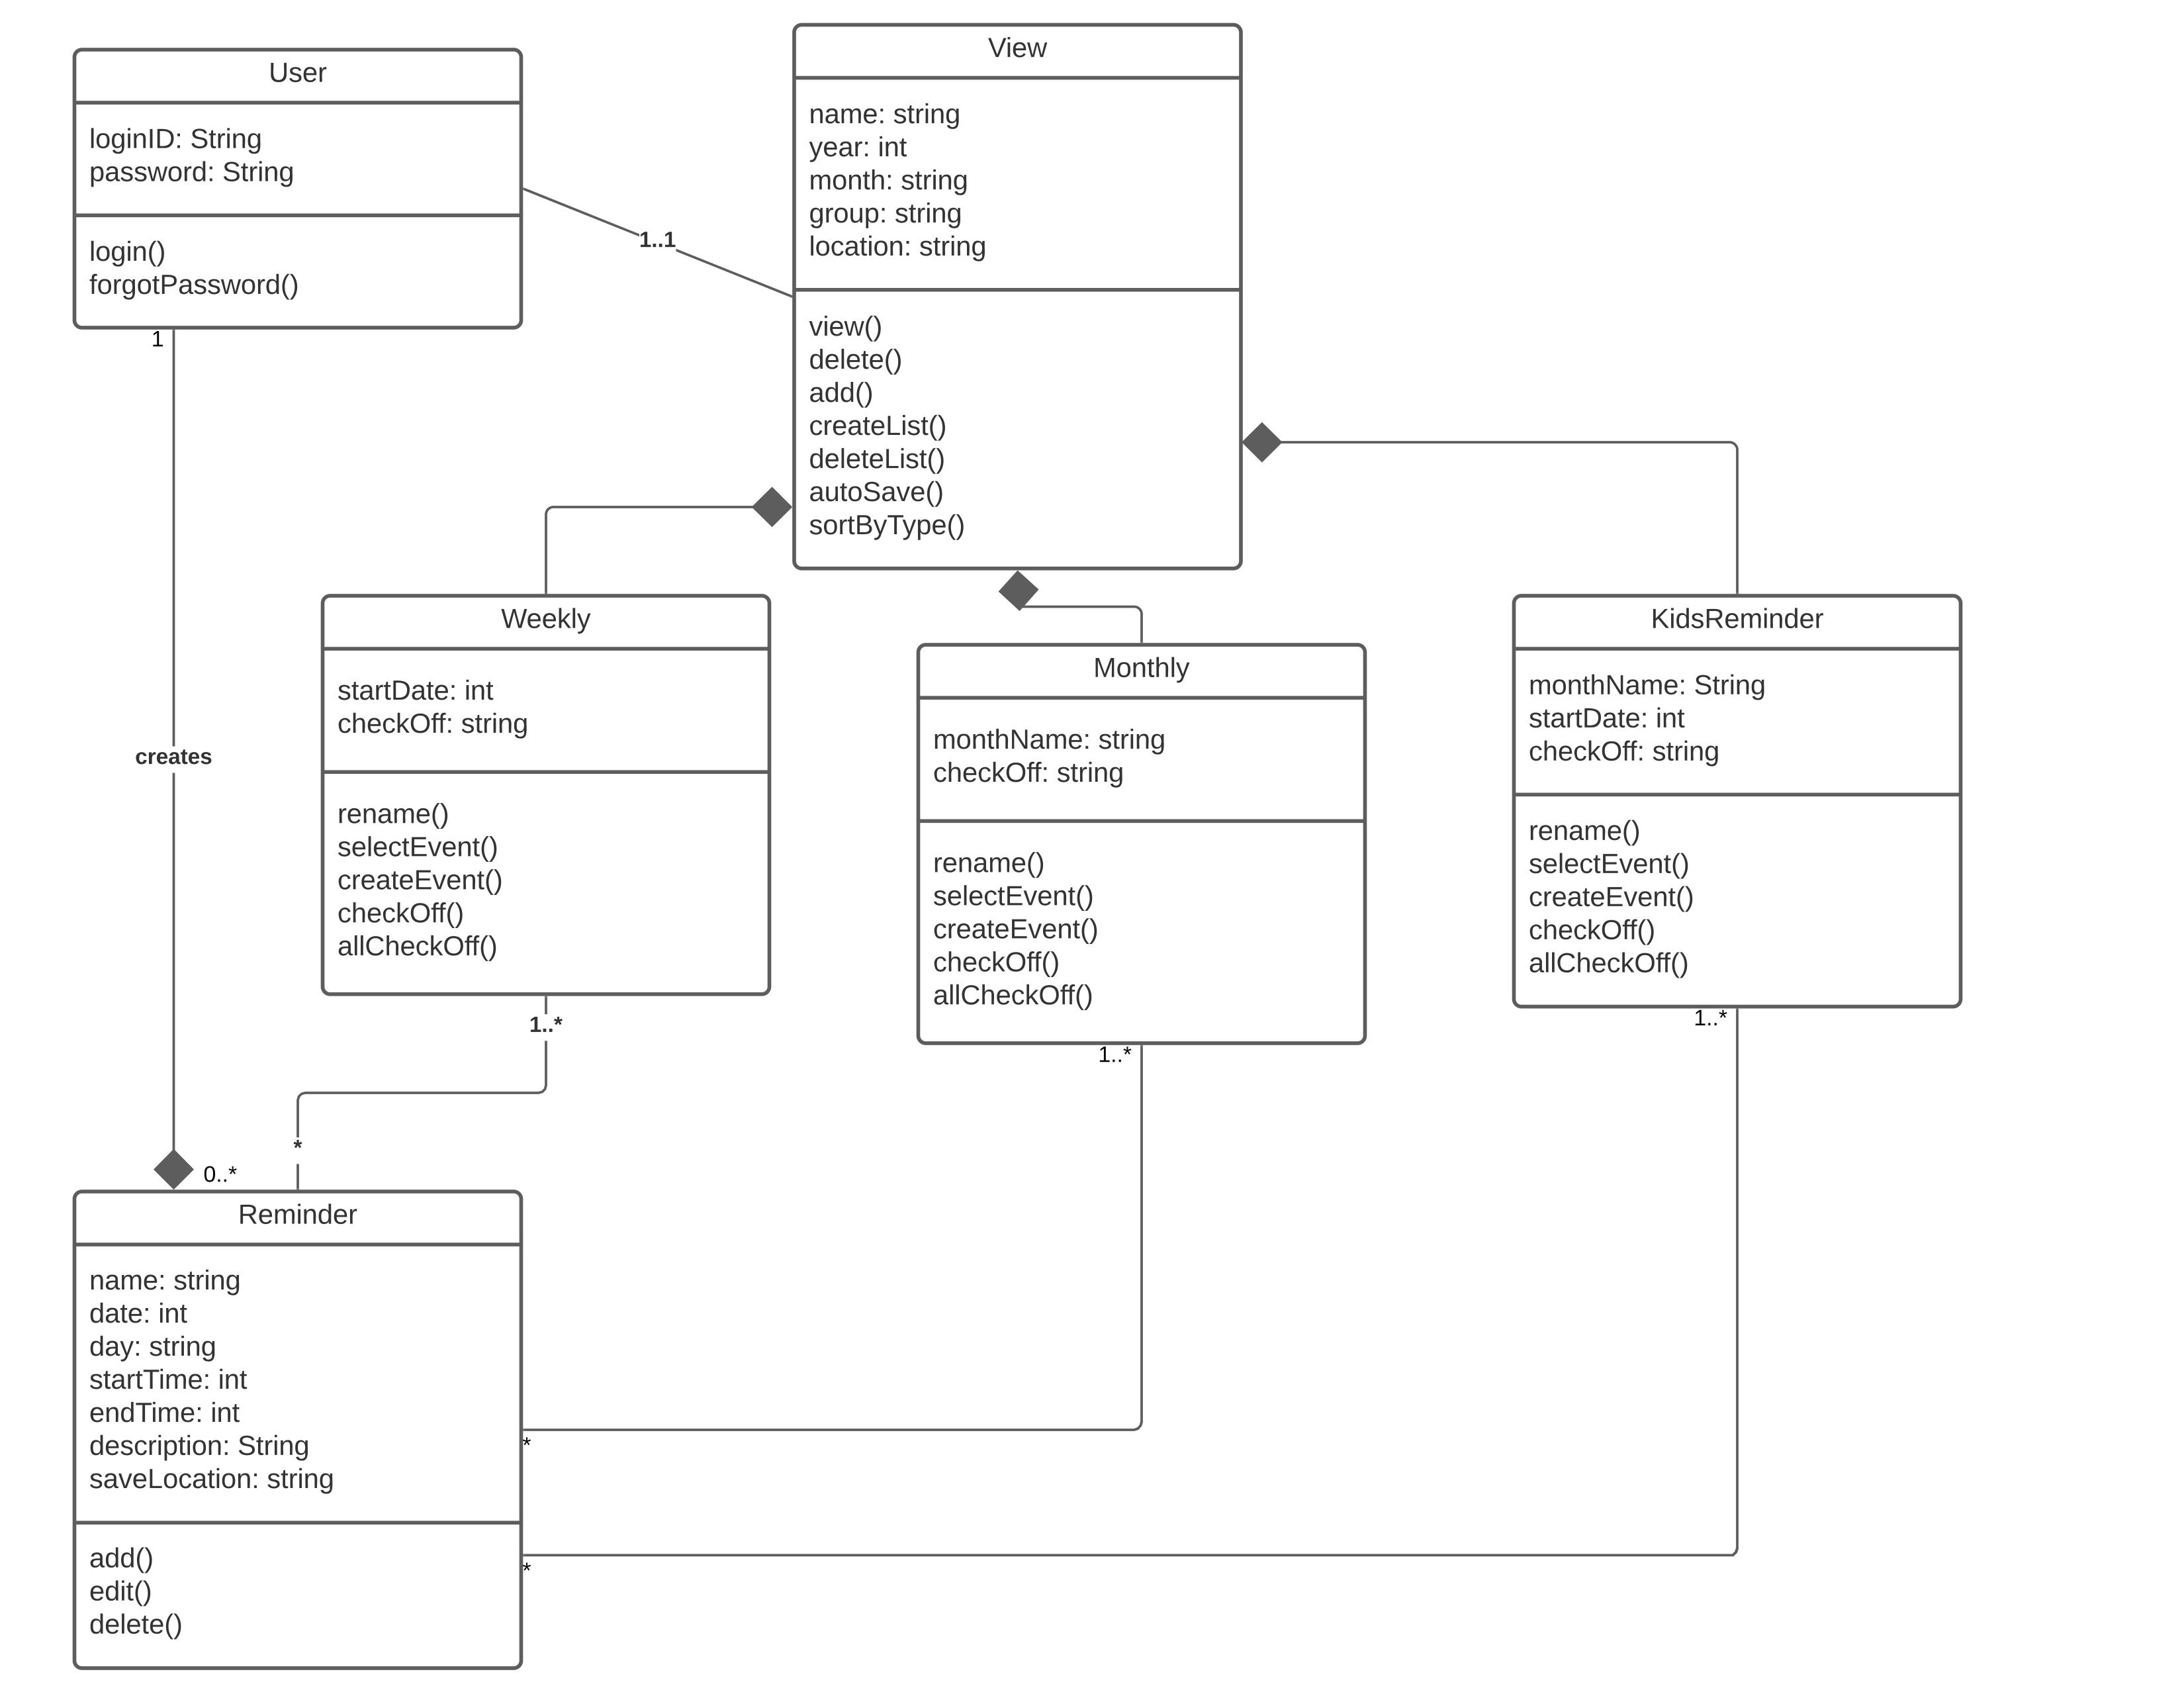 User
loginID: String
password: String
login()
forgotPassword()
1
1..1
View
name: string
year: int
month: string
group: string
location: string
view()
delete()
add()
createList()
deleteList()
autoSave()
sortByType()
creates
Weekly
startDate: int
checkOff: string
rename()
selectEvent()
createEvent()
checkOff()
allCheckOff()
1..*
*
Monthly
monthName: string
checkOff: string
rename()
selectEvent()
createEvent()
checkOff()
allCheckOff()
1..*
KidsReminder
monthName: String
startDate: int
checkOff: string
rename()
selectEvent()
createEvent()
checkOff()
allCheckOff()
1..*
0..*
Reminder
name: string
date: int
day: string
startTime: int
endTime: int
description: String
saveLocation: string
add()
edit()
delete()
*
*